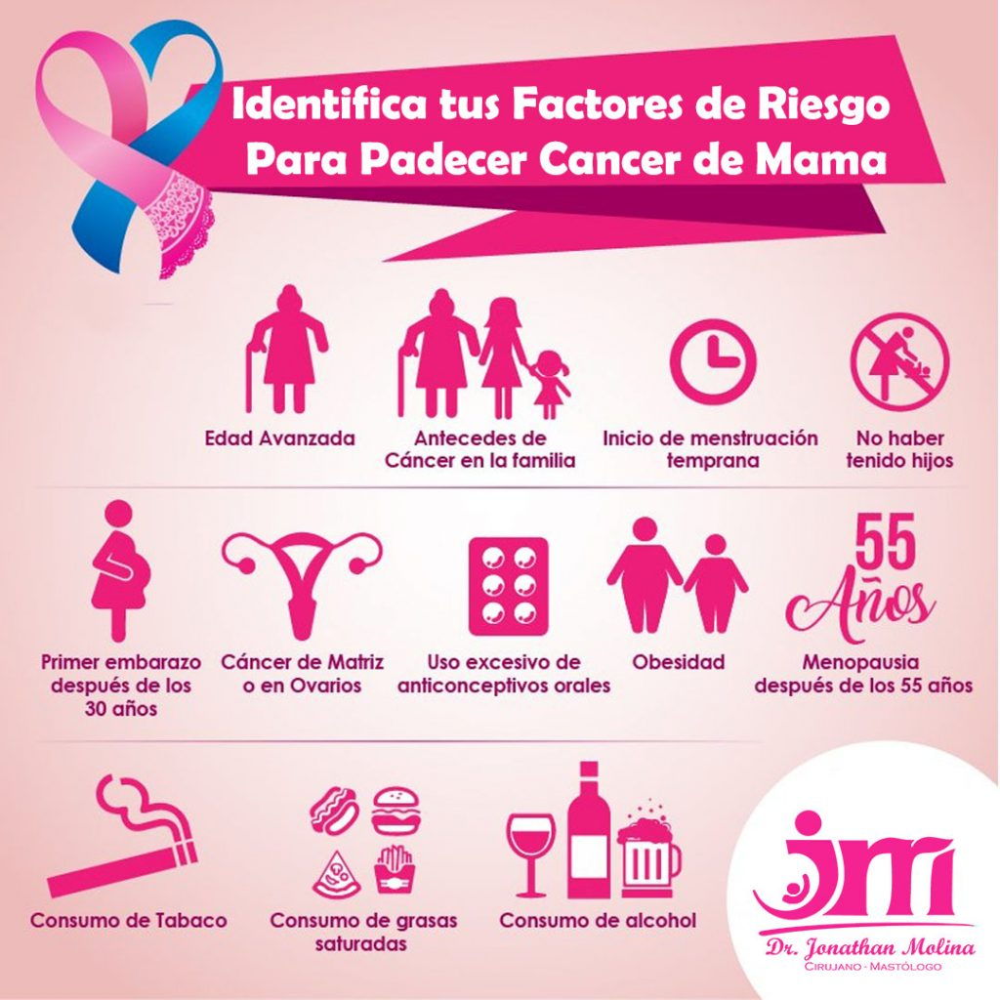 Identifica tus Factores de Riesgo
Para Padecer Cancer de Mama
Edad Avanzada
Antecedes de
Cáncer en la familia
Inicio de menstruación
temprana
No haber
tenido hijos
Primer embarazo
después de los
30 años
Cáncer de Matriz
o en Ovarios
Uso excesivo de
anticonceptivos orales
Obesidad
55
Años
Menopausia
después de los 55 años
Consumo de Tabaco
Consumo de grasas
saturadas
Consumo de alcohol
jm
Dr. Jonathan Molina
Cirujano - Mastólogo